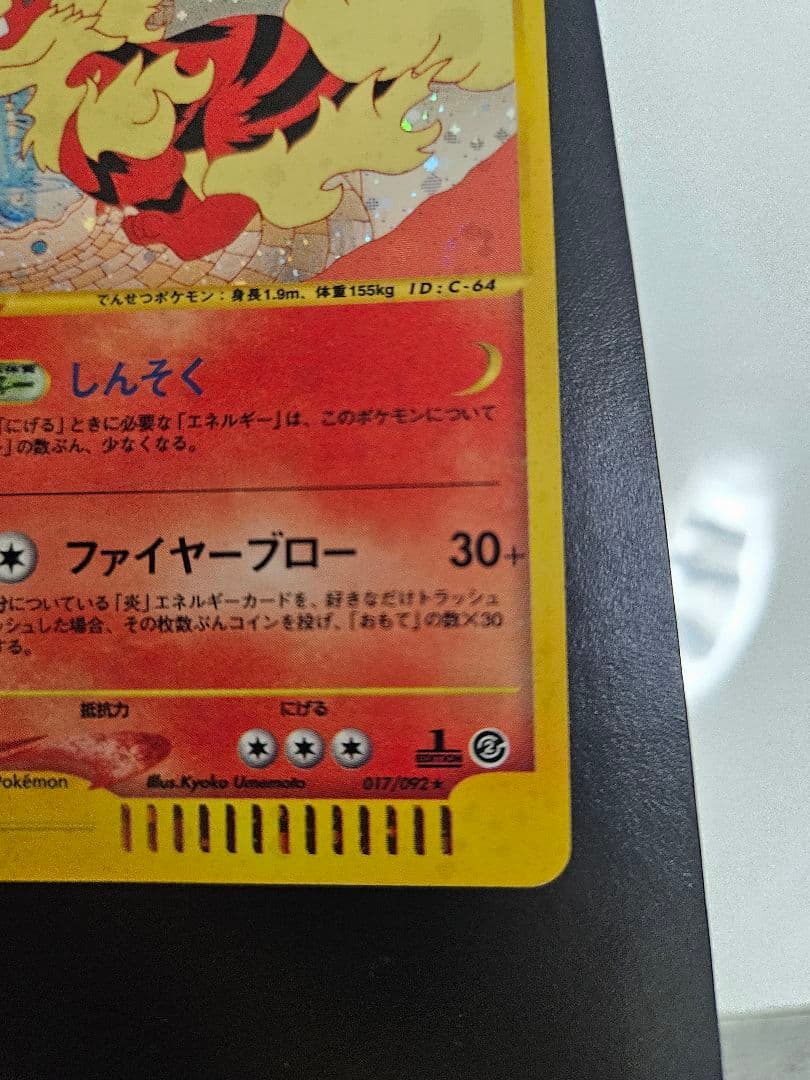 でんせつポケモン：身長1.9m、体重155kg ID：C-64
しんそく
「にげる」ときに必要な「エネルギー」は、このポケモンについて
」の数ぶん、少なくなる。
ファイヤーブロー 30+
についている「炎」エネルギーカードを、好きなだけトラッシュ
ッシュした場合、その枚数ぶんコインを投げ、「おもて」の数×30
する。
抵抗力 にげる
1 EDITION
Pokémon Illus.Kyoko Umemoto 017/092★